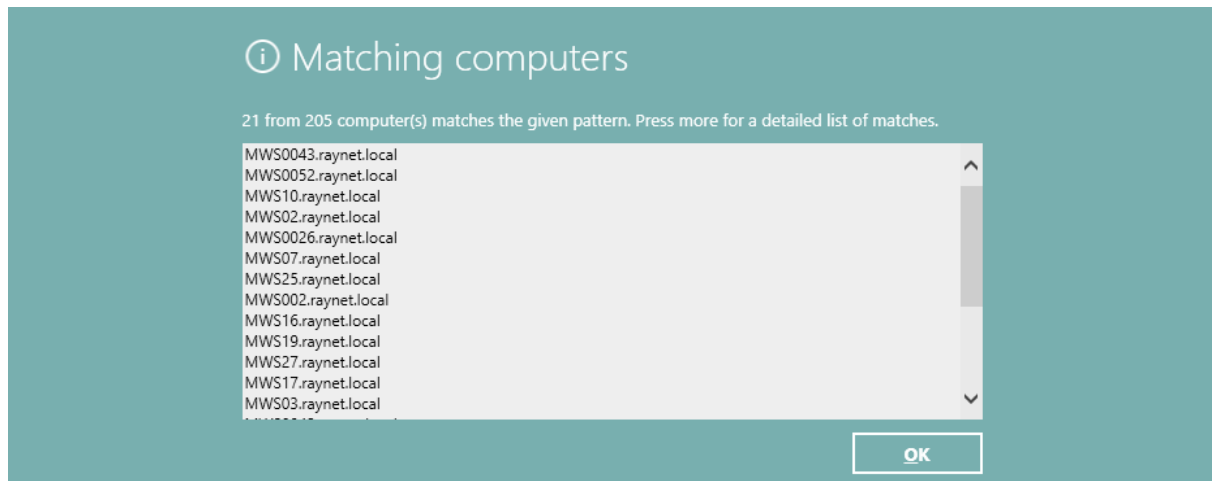 Matching computers
21 from 205 computer(s) matches the given pattern. Press more for a detailed list of matches.
MWS0043.raynet.local
MWS0052.raynet.local
MWS10.raynet.local
MWS02.raynet.local
MWS0026.raynet.local
MWS07.raynet.local
MWS25.raynet.local
MWS002.raynet.local
MWS16.raynet.local
MWS19.raynet.local
MWS27.raynet.local
MWS17.raynet.local
MWS03.raynet.local
OK